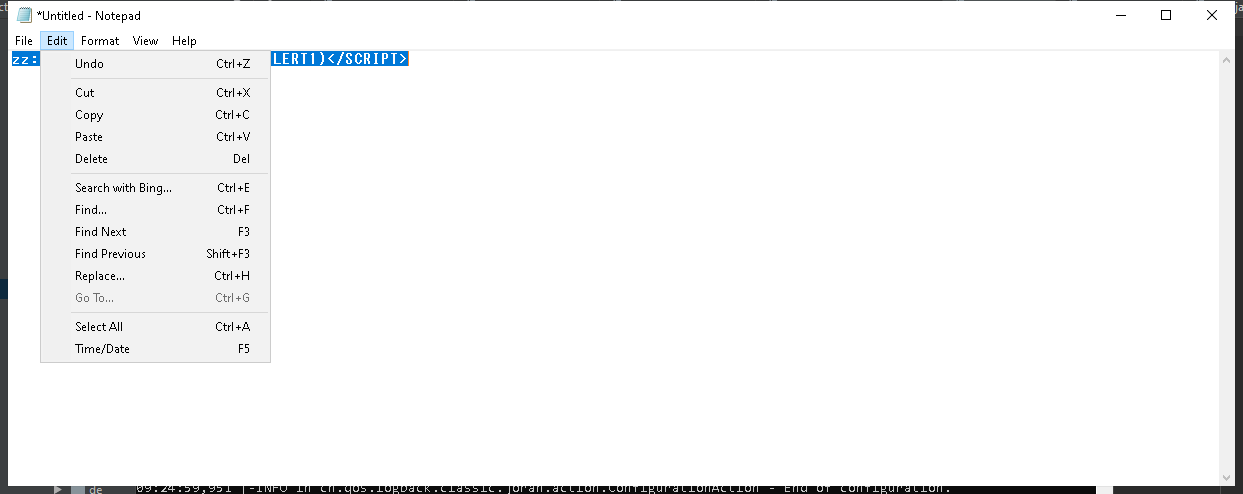 *Untitled - Notepad
File Edit Format View Help
zz: LERT1)</SCRIPT>
Undo Ctrl+Z
Cut Ctrl+X
Copy Ctrl+C
Paste Ctrl+V
Delete Del
Search with Bing... Ctrl+E
Find... Ctrl+F
Find Next F3
Find Previous Shift+F3
Replace... Ctrl+H
Go To... Ctrl+G
Select All Ctrl+A
Time/Date F5
de 09:24:59,951 |-INFO in ch.qos.logback.classic.joran.action.ConfigurationAction - End of configuration.